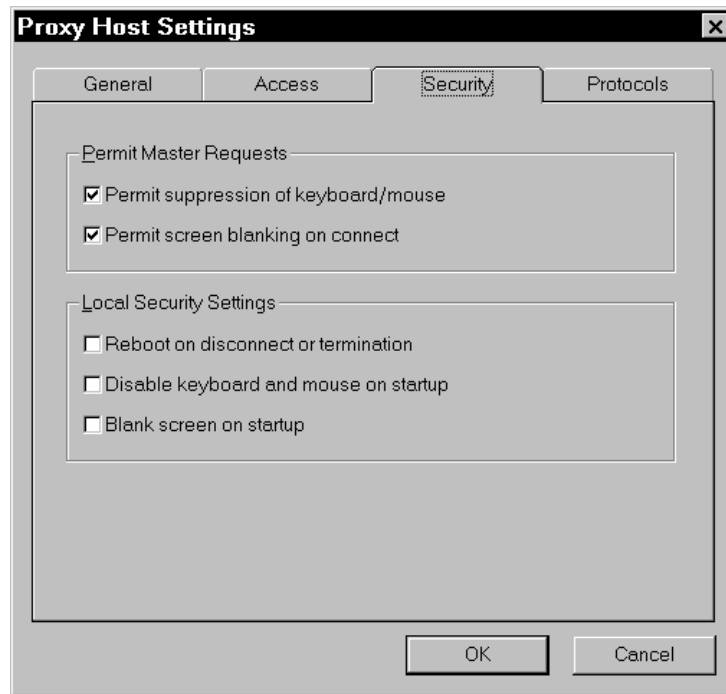 Proxy Host Settings
General Access Security Protocols
Permit Master Requests
Permit suppression of keyboard/mouse
Permit screen blanking on connect
Local Security Settings
Reboot on disconnect or termination
Disable keyboard and mouse on startup
Blank screen on startup
OK Cancel